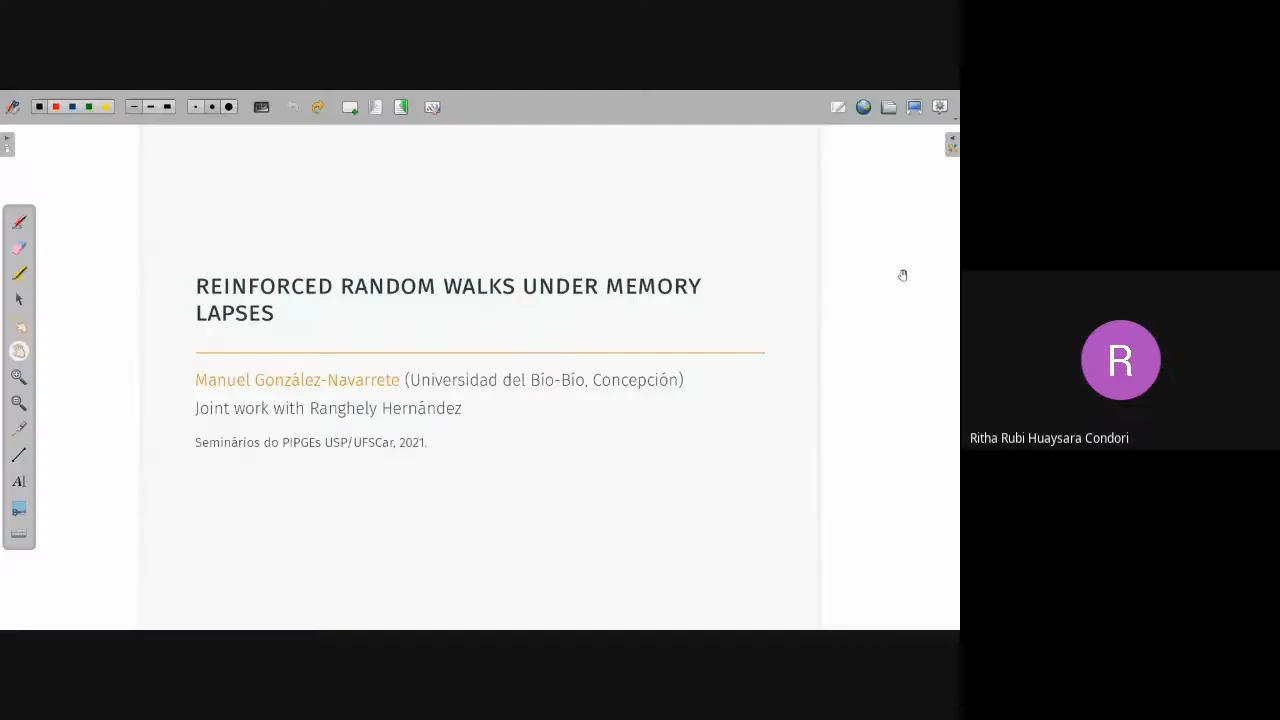 REINFORCED RANDOM WALKS UNDER MEMORY
LAPSES
Manuel González-Navarrete (Universidad del Bío-Bío, Concepción)
Joint work with Ranghely Hernández
Seminários do PIPGEs USP/UFSCar, 2021.
R
Ritha Rubi Huaysara Condori